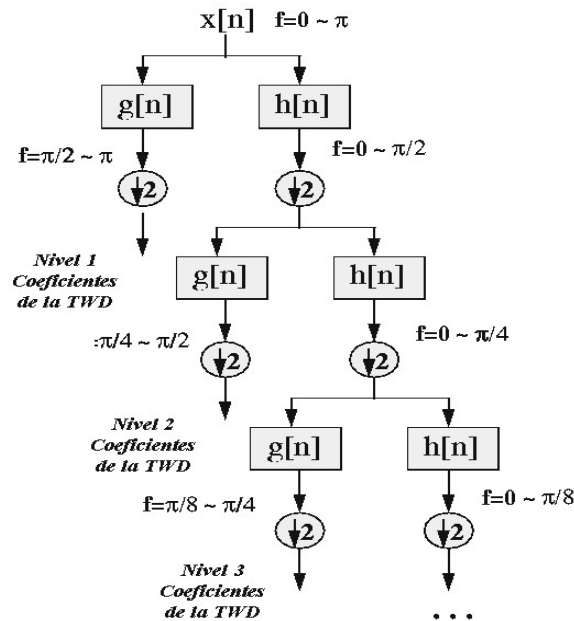 x[n] f=0 ~ π
g[n] h[n]
f=π/2 ~ π f=0 ~ π/2
↓2 ↓2
Nivel 1
Coeficientes
de la TWD
g[n] h[n]
:π/4 ~ π/2 f=0 ~ π/4
↓2 ↓2
Nivel 2
Coeficientes
de la TWD
g[n] h[n]
f=π/8 ~ π/4 f=0 ~ π/8
↓2 ↓2
Nivel 3
Coeficientes
de la TWD
...